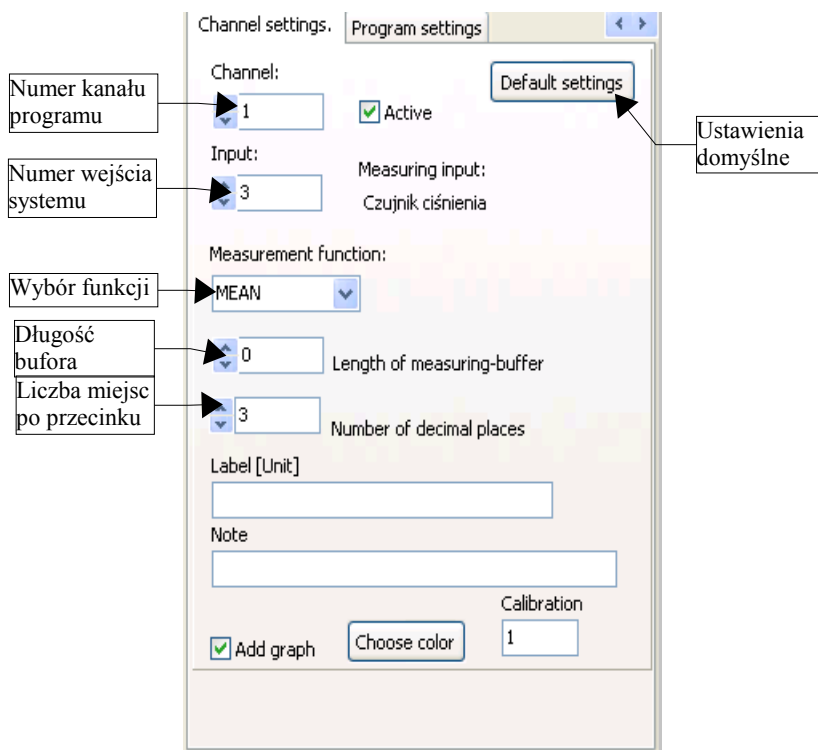 Channel settings.
Program settings
Channel:
Default settings
Numer kanału
programu
1
Active
Ustawienia
domyślne
Input:
Numer wejścia
systemu
3
Measuring input:
Czujnik ciśnienia
Measurement function:
Wybór funkcji
MEAN
Długość
bufora
0
Length of measuring-buffer
Liczba miejsc
po przecinku
3
Number of decimal places
Label [Unit]
Note
Calibration
Add graph
Choose color
1